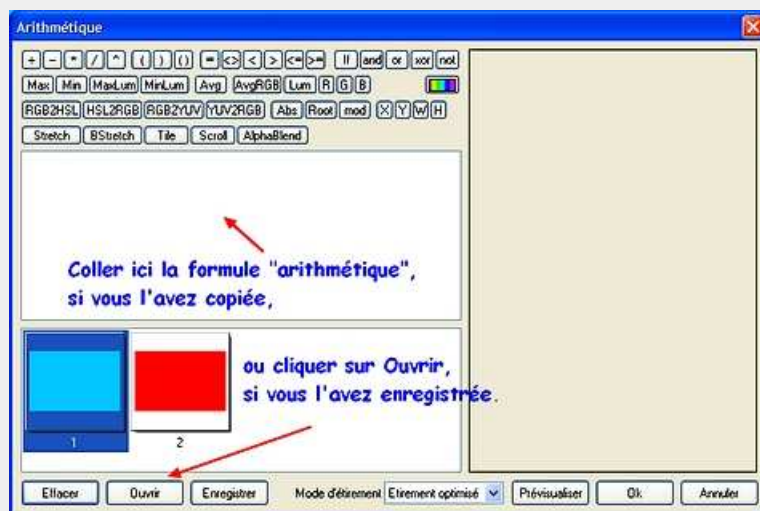 Arithmétique
+ - * / ^ ( ) () = <> < > <= >= If and or xor not
Max Min MaxLum MinLum Avg AvgRGB Lum R G B
RGB2HSL HSL2RGB RGB2YUV YUV2RGB Abs Root mod X Y W H
Stretch BStretch Tile Scroll AlphaBlend
Coller ici la formule "arithmétique",
si vous l'avez copiée,
ou cliquer sur Ouvrir,
si vous l'avez enregistrée.
1 2
Effacer Ouvrir Enregistrer Mode d'étirement Etirement optimisé Prévisualiser Ok Annuler